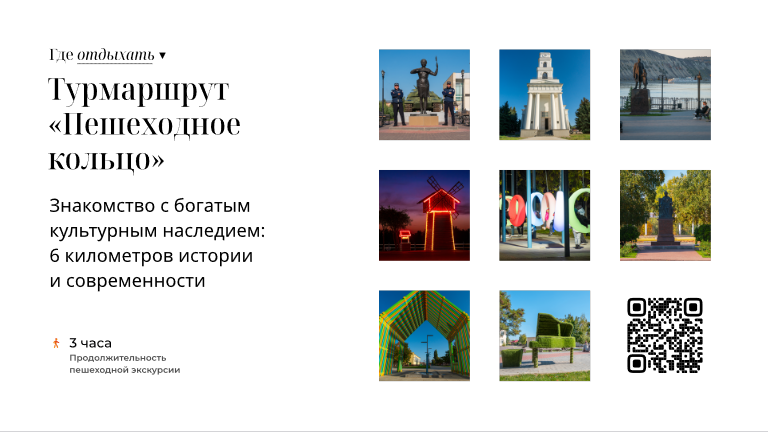 Где отдыхать ▾
Турмаршрут
«Пешеходное
кольцо»
Знакомство с богатым
культурным наследием:
6 километров истории
и современности
3 часа
Продолжительность
пешеходной экскурсии